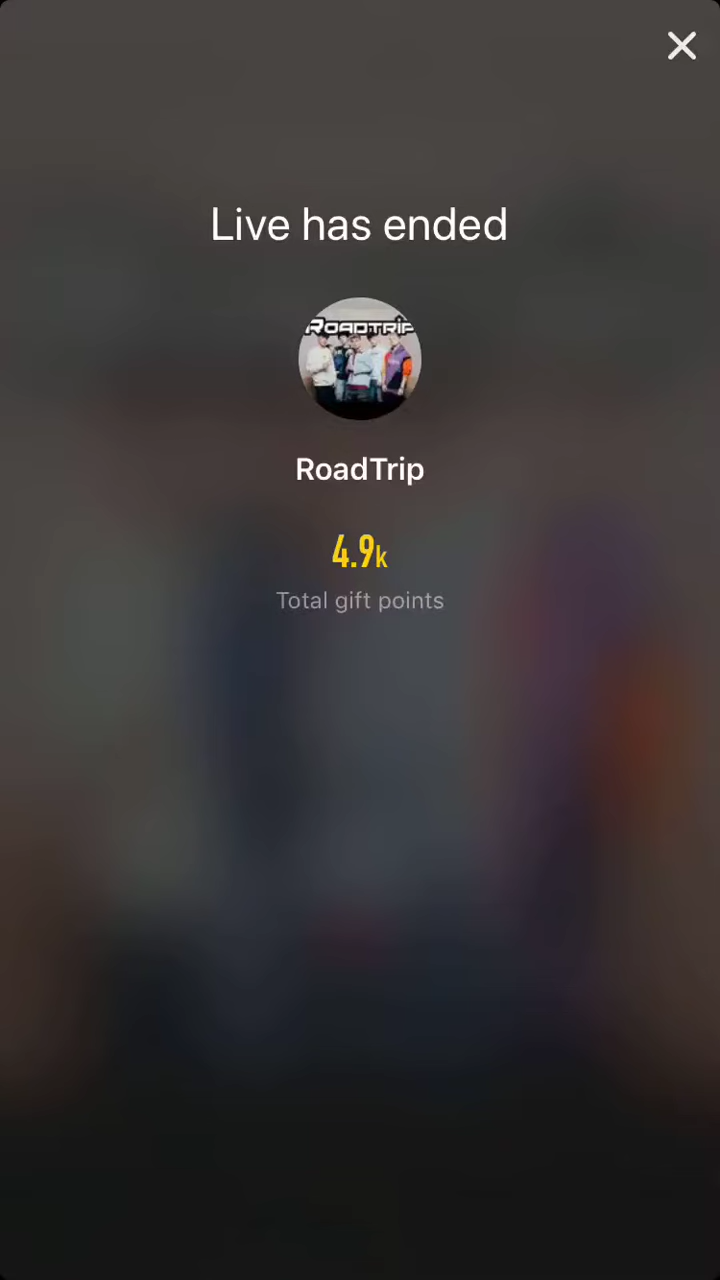 Live has ended
ROADTRIP
RoadTrip
4.9k
Total gift points